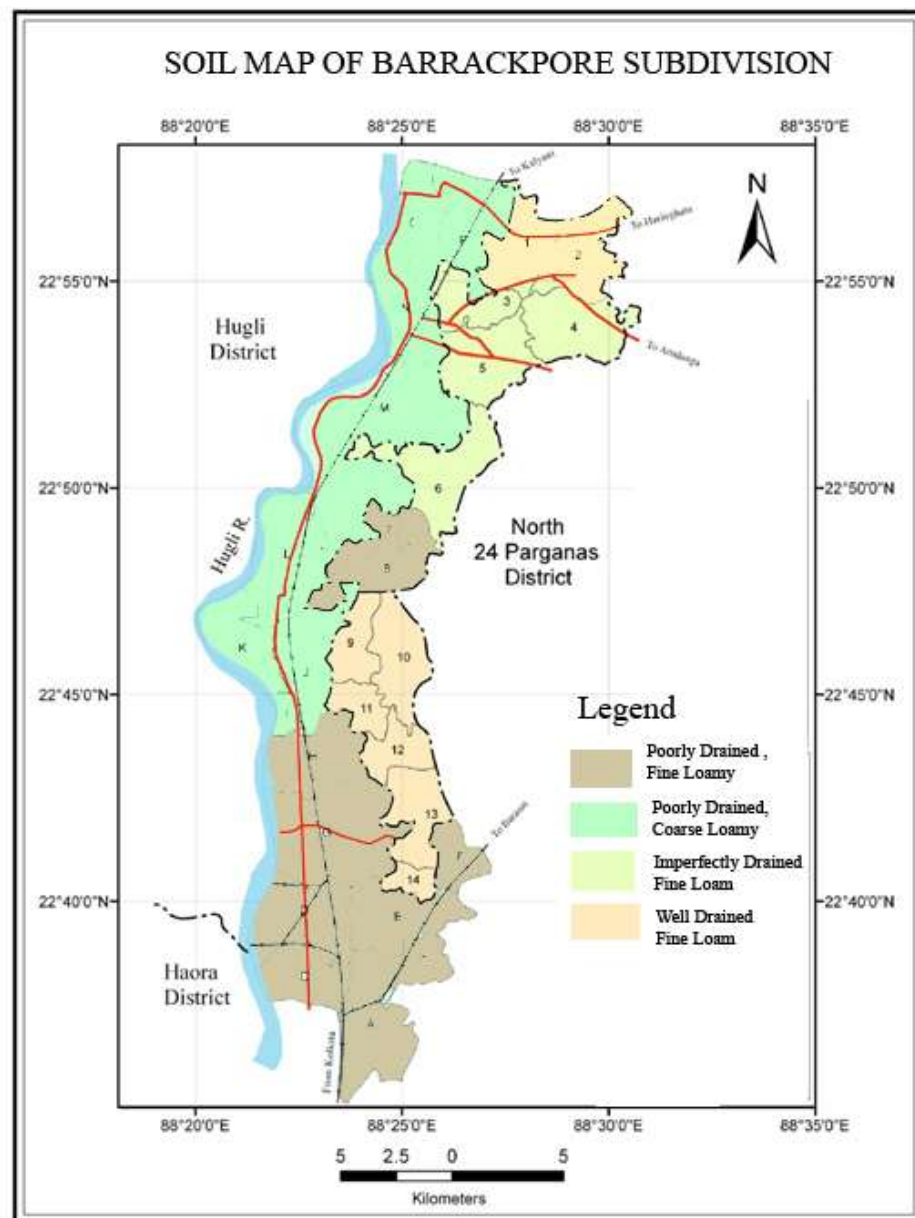 SOIL MAP OF BARRACKPORE SUBDIVISION
88°20'0"E
88°25'0"E
88°30'0"E
88°35'0"E
To Kalyani
N
To Haringhata
2
22°55'0"N
22°55'0"N
3
4
Hugli
District
To Amdanga
5
M
22°50'0"N
22°50'0"N
6
Hugli R.
North
24 Parganas
District
L
8
9
10
K
J
22°45'0"N
22°45'0"N
11
Legend
12
Poorly Drained ,
Fine Loamy
H
13
Poorly Drained,
Coarse Loamy
G
To Barasat
F
Imperfectly Drained
Fine Loam
14
22°40'0"N
22°40'0"N
Well Drained
Fine Loam
Haora
District
A
From Kolkata
88°20'0"E
88°25'0"E
88°30'0"E
88°35'0"E
5
2.5
0
5
Kilometers